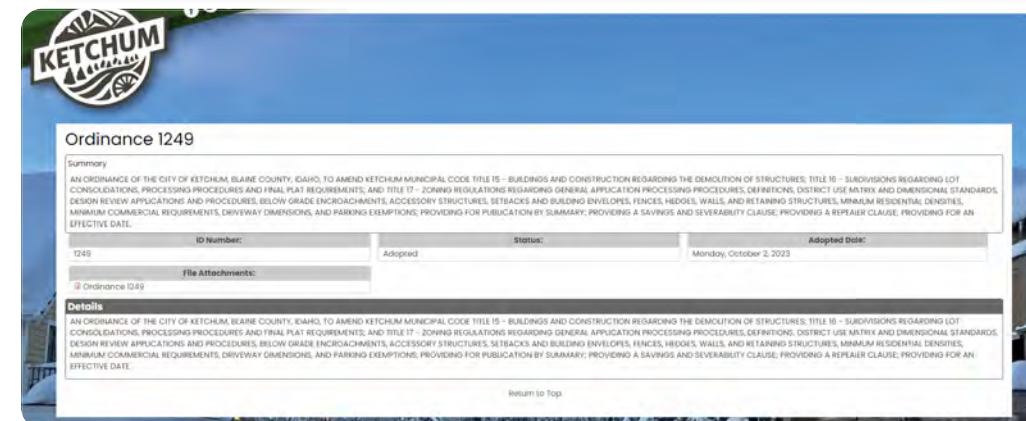 KETCHUM
Ordinance 1249
Summary
AN ORDINANCE OF THE CITY OF KETCHUM, BLAINE COUNTY, IDAHO, TO AMEND KETCHUM MUNICIPAL CODE TITLE 15 - BUILDINGS AND CONSTRUCTION REGARDING THE DEMOLITION OF STRUCTURES; TITLE 16 - SUBDIVISIONS REGARDING LOT
CONSOLIDATIONS, PROCESSING PROCEDURES AND FINAL PLAT REQUIREMENTS; AND TITLE 17 - ZONING REGULATIONS REGARDING GENERAL APPLICATION PROCESSING PROCEDURES, DEFINITIONS, DISTRICT USE MATRIX AND DIMENSIONAL STANDARDS,
DESIGN REVIEW APPLICATIONS AND PROCEDURES, BELOW GRADE ENCROACHMENTS, ACCESSORY STRUCTURES, SETBACKS AND BUILDING ENVELOPES, FENCES, HEDGES, WALLS, AND RETAINING STRUCTURES, MINIMUM RESIDENTIAL DENSITIES,
MINIMUM COMMERCIAL REQUIREMENTS, DRIVEWAY DIMENSIONS, AND PARKING EXEMPTIONS; PROVIDING FOR PUBLICATION BY SUMMARY; PROVIDING A SAVINGS AND SEVERABILITY CLAUSE; PROVIDING A REPEALER CLAUSE; PROVIDING FOR AN
EFFECTIVE DATE.
ID Number: Status: Adopted Date:
1249 Adopted Monday, October 2, 2023
File Attachments:
Ordinance 1249
Details
AN ORDINANCE OF THE CITY OF KETCHUM, BLAINE COUNTY, IDAHO, TO AMEND KETCHUM MUNICIPAL CODE TITLE 15 - BUILDINGS AND CONSTRUCTION REGARDING THE DEMOLITION OF STRUCTURES; TITLE 16 - SUBDIVISIONS REGARDING LOT
CONSOLIDATIONS, PROCESSING PROCEDURES AND FINAL PLAT REQUIREMENTS; AND TITLE 17 - ZONING REGULATIONS REGARDING GENERAL APPLICATION PROCESSING PROCEDURES, DEFINITIONS, DISTRICT USE MATRIX AND DIMENSIONAL STANDARDS,
DESIGN REVIEW APPLICATIONS AND PROCEDURES, BELOW GRADE ENCROACHMENTS, ACCESSORY STRUCTURES, SETBACKS AND BUILDING ENVELOPES, FENCES, HEDGES, WALLS, AND RETAINING STRUCTURES, MINIMUM RESIDENTIAL DENSITIES,
MINIMUM COMMERCIAL REQUIREMENTS, DRIVEWAY DIMENSIONS, AND PARKING EXEMPTIONS; PROVIDING FOR PUBLICATION BY SUMMARY; PROVIDING A SAVINGS AND SEVERABILITY CLAUSE; PROVIDING A REPEALER CLAUSE; PROVIDING FOR AN
EFFECTIVE DATE.
Return to Top